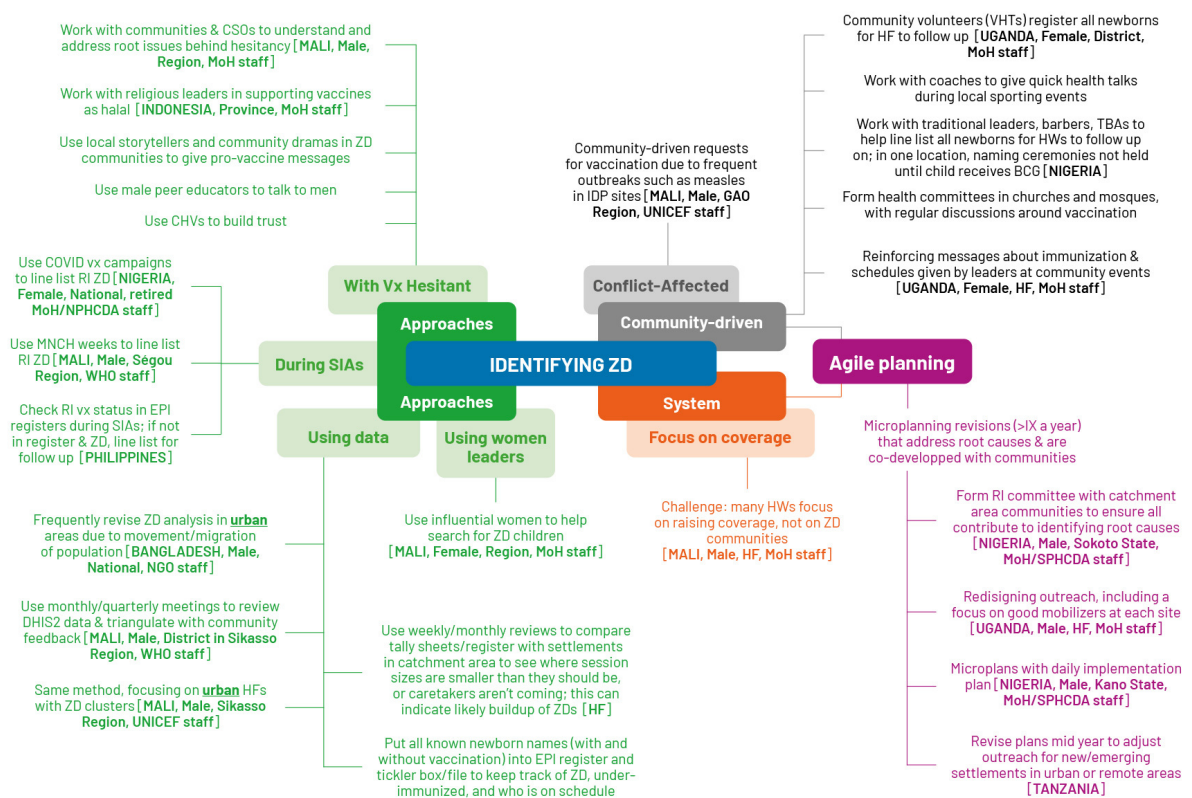 Work with communities & CSOs to understand and
address root issues behind hesitancy [MALI, Male,
Region, MoH staff]
Work with religious leaders in supporting vaccines
as halal [INDONESIA, Province, MoH staff]
Use local storytellers and community dramas in ZD
communities to give pro-vaccine messages
Use male peer educators to talk to men
Use CHVs to build trust
With Vx Hesitant
Use COVID vx campaigns
to line list RI ZD [NIGERIA,
Female, National, retired
MoH/NPHCDA staff]
Use MNCH weeks to line list
RI ZD [MALI, Male, Ségou
Region, WHO staff]
Check RI vx status in EPI
registers during SIAs; if not
in register & ZD, line list for
follow up [PHILIPPINES]
During SIAs
Approaches
IDENTIFYING ZD
Approaches
Using data
Using women
leaders
Frequently revise ZD analysis in urban
areas due to movement/migration
of population [BANGLADESH, Male,
National, NGO staff]
Use monthly/quarterly meetings to review
DHIS2 data & triangulate with community
feedback [MALI, Male, District in Sikasso
Region, WHO staff]
Same method, focusing on urban HFs
with ZD clusters [MALI, Male, Sikasso
Region, UNICEF staff]
Use influential women to help
search for ZD children
[MALI, Female, Region, MoH staff]
Use weekly/monthly reviews to compare
tally sheets/register with settlements
in catchment area to see where session
sizes are smaller than they should be,
or caretakers aren't coming; this can
indicate likely buildup of ZDs [HF]
Put all known newborn names (with and
without vaccination) into EPI register and
tickler box/file to keep track of ZD, under-
immunized, and who is on schedule
Community-driven requests
for vaccination due to frequent
outbreaks such as measles
in IDP sites [MALI, Male, GAO
Region, UNICEF staff]
Conflict-Affected
Community-driven
Community volunteers (VHTs) register all newborns
for HF to follow up [UGANDA, Female, District,
MoH staff]
Work with coaches to give quick health talks
during local sporting events
Work with traditional leaders, barbers, TBAs to
help line list all newborns for HWs to follow up
on; in one location, naming ceremonies not held
until child receives BCG [NIGERIA]
Form health committees in churches and mosques,
with regular discussions around vaccination
Reinforcing messages about immunization &
schedules given by leaders at community events
[UGANDA, Female, HF, MoH staff]
System
Focus on coverage
Challenge: many HWs focus
on raising coverage, not on ZD
communities
[MALI, Male, HF, MoH staff]
Agile planning
Microplanning revisions (>IX a year)
that address root causes & are
co-developped with communities
Form RI committee with catchment
area communities to ensure all
contribute to identifying root causes
[NIGERIA, Male, Sokoto State,
MoH/SPHCDA staff]
Redisigning outreach, including a
focus on good mobilizers at each site
[UGANDA, Male, HF, MoH staff]
Microplans with daily implementation
plan [NIGERIA, Male, Kano State,
MoH/SPHCDA staff]
Revise plans mid year to adjust
outreach for new/emerging
settlements in urban or remote areas
[TANZANIA]